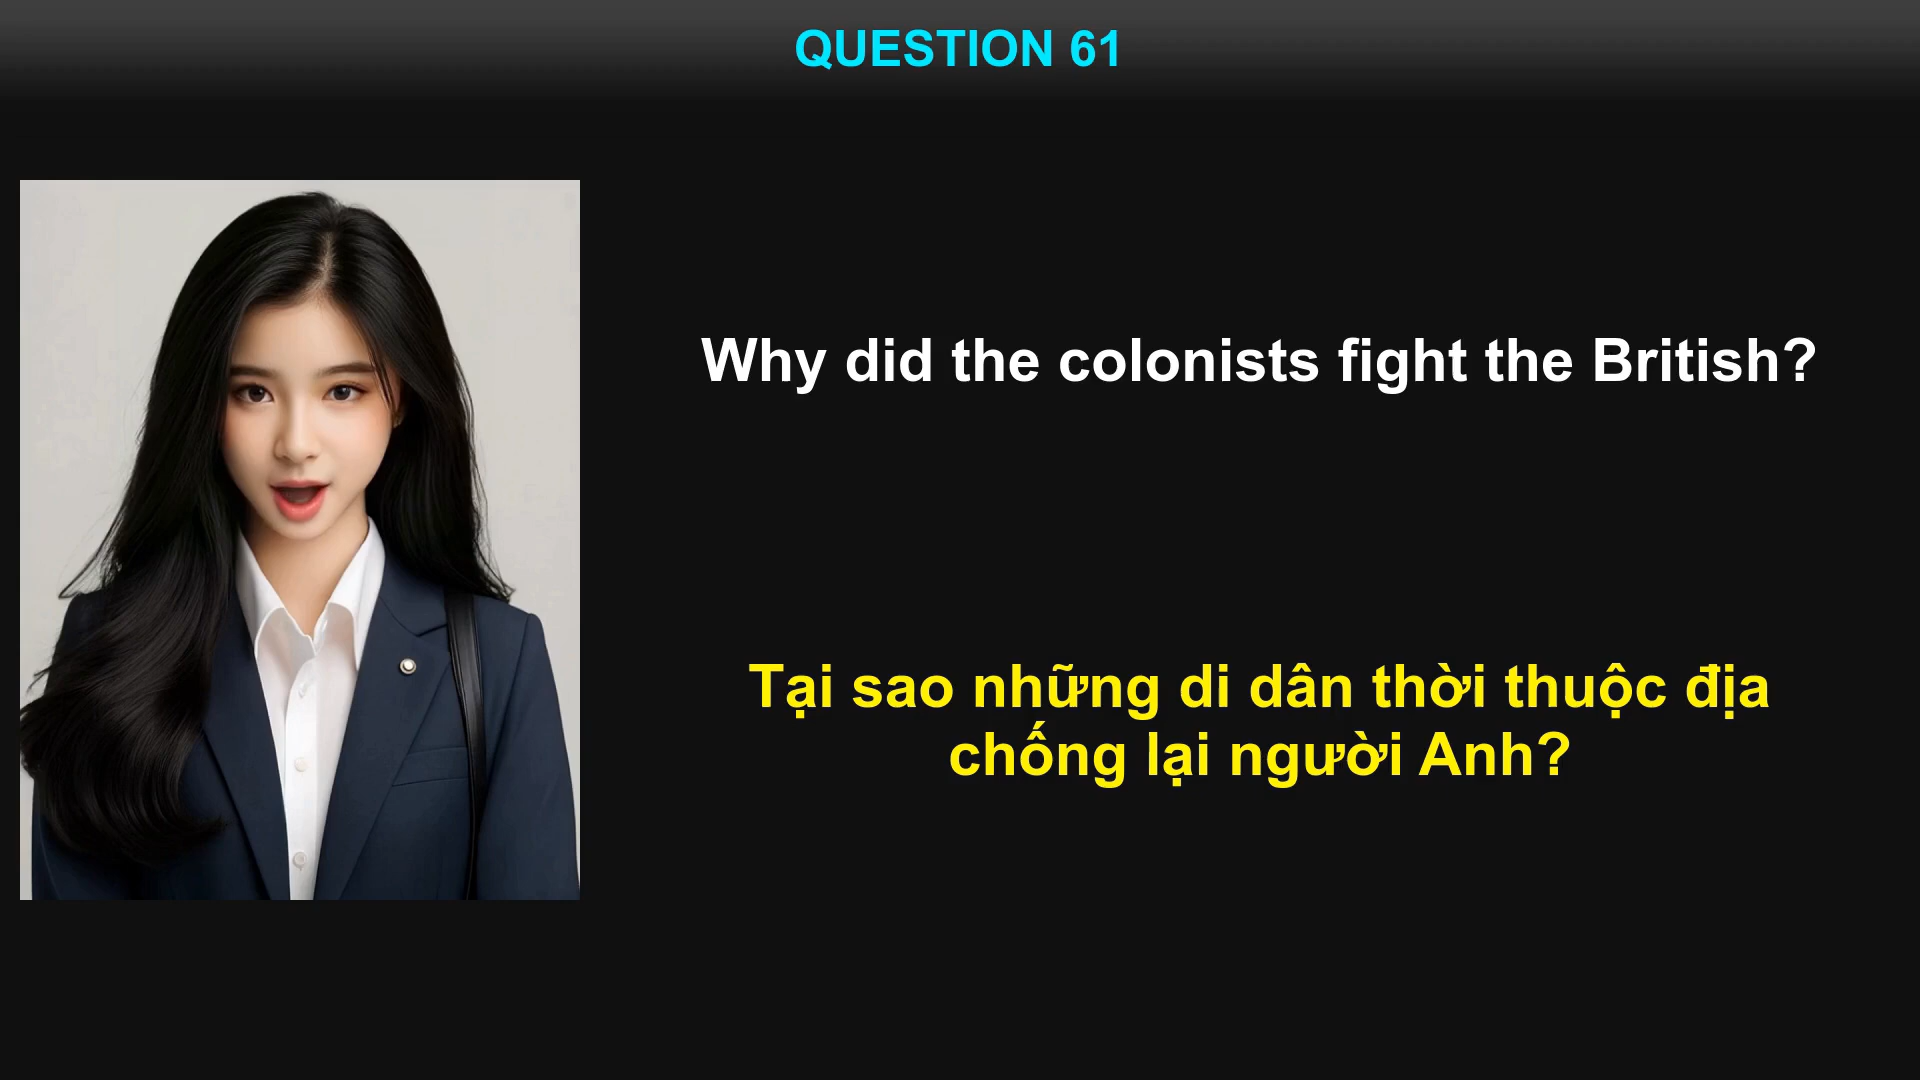 QUESTION 61
Why did the colonists fight the British?
Tại sao những di dân thời thuộc địa
chống lại người Anh?